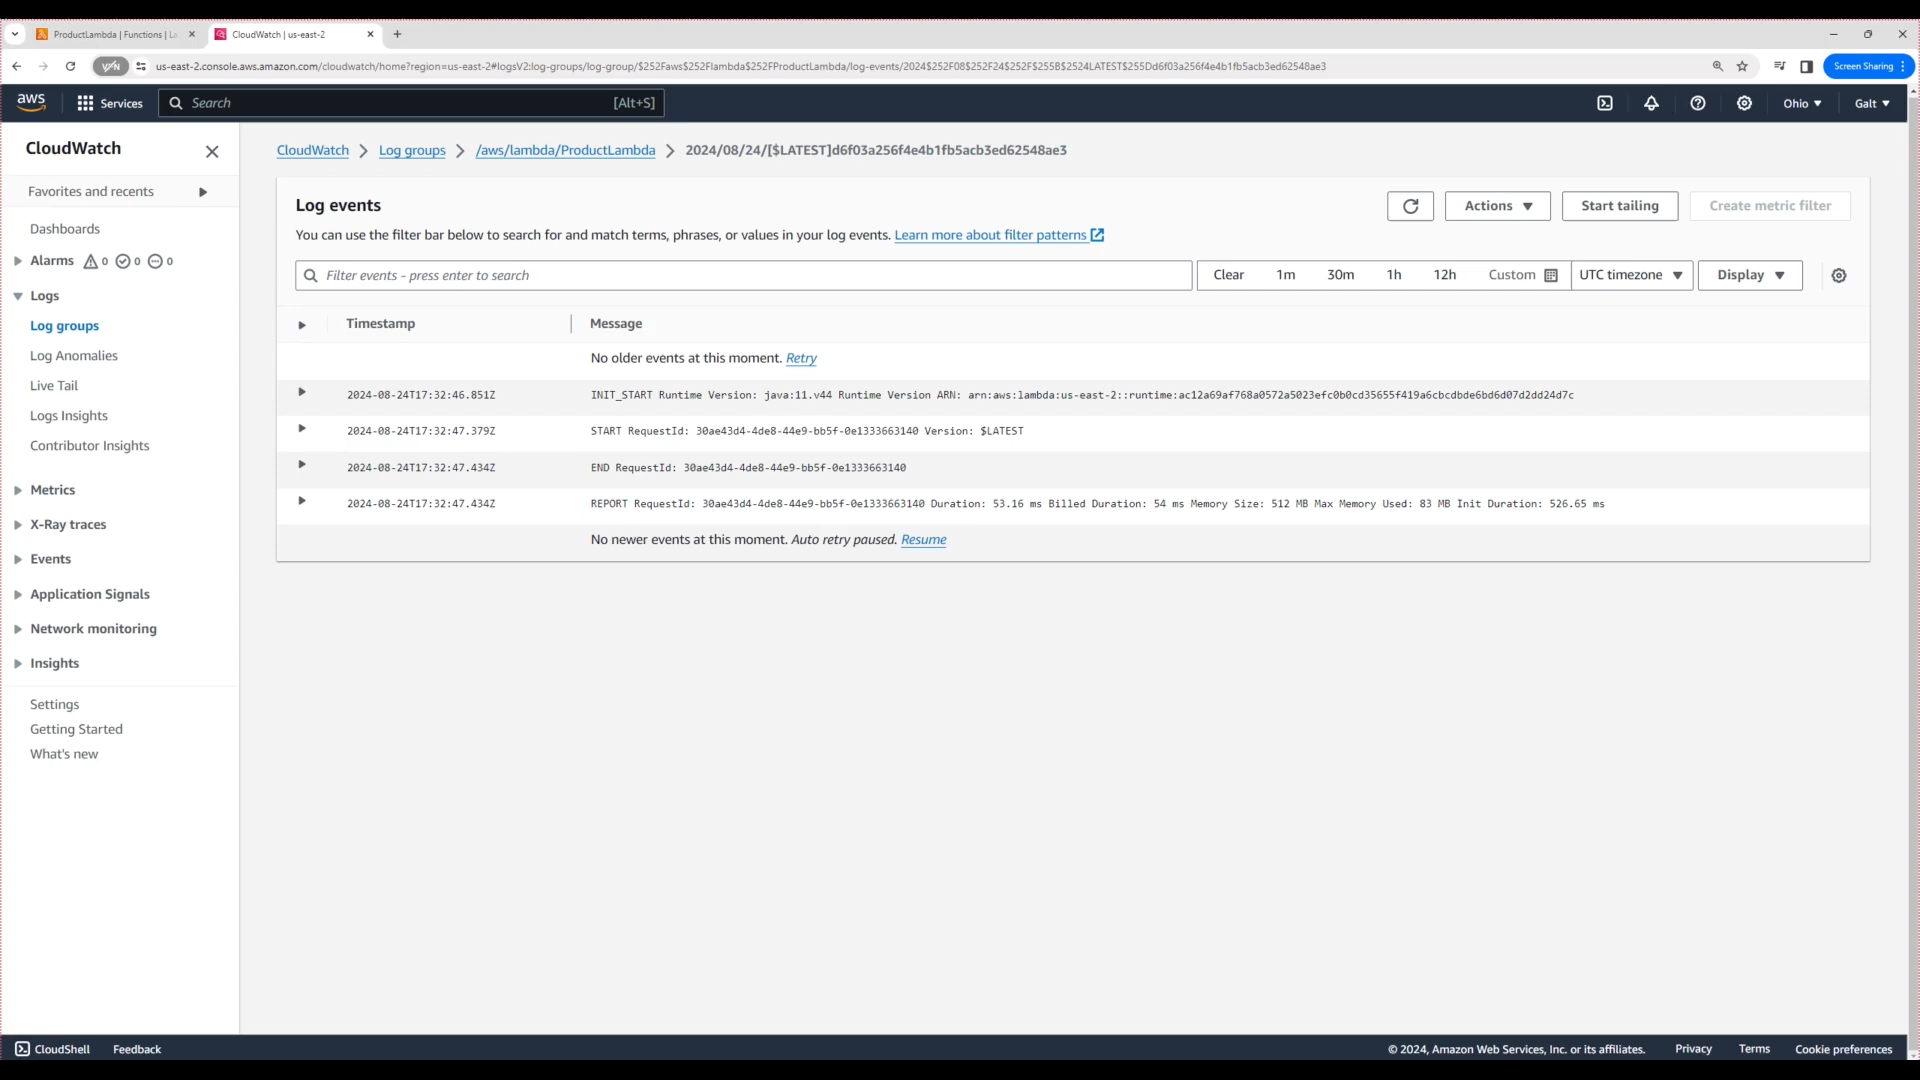 ProductLambda | Functions | La
CloudWatch | us-east-2
VPN
us-east-2.console.aws.amazon.com/cloudwatch/home?region=us-east-2#logsV2:log-groups/log-group/$252Faws$252Flambda$252FProductLambda/log-events/2024$252F08$252F24$252F$255B$2524LATEST$255Dd6f03a256f4e4b1fb5acb3ed62548ae3
Screen Sharing
aws
Services
Search
[Alt+S]
Ohio
Galt
CloudWatch
Favorites and recents
Dashboards
Alarms 0 0 0
Logs
Log groups
Log Anomalies
Live Tail
Logs Insights
Contributor Insights
Metrics
X-Ray traces
Events
Application Signals
Network monitoring
Insights
Settings
Getting Started
What's new
CloudWatch Log groups /aws/lambda/ProductLambda 2024/08/24/[$LATEST]d6f03a256f4e4b1fb5acb3ed62548ae3
Log events
Actions
Start tailing
Create metric filter
You can use the filter bar below to search for and match terms, phrases, or values in your log events. Learn more about filter patterns
Filter events - press enter to search
Clear 1m 30m 1h 12h Custom UTC timezone Display
Timestamp Message
No older events at this moment. Retry
2024-08-24T17:32:46.851Z INIT_START Runtime Version: java:11.v44 Runtime Version ARN: arn:aws:lambda:us-east-2::runtime:ac12a69af768a0572a5023efc0b0cd35655f419a6cbcdbde6bd6d07d2dd24d7c
2024-08-24T17:32:47.379Z START RequestId: 30ae43d4-4de8-44e9-bb5f-0e1333663140 Version: $LATEST
2024-08-24T17:32:47.434Z END RequestId: 30ae43d4-4de8-44e9-bb5f-0e1333663140
2024-08-24T17:32:47.434Z REPORT RequestId: 30ae43d4-4de8-44e9-bb5f-0e1333663140 Duration: 53.16 ms Billed Duration: 54 ms Memory Size: 512 MB Max Memory Used: 83 MB Init Duration: 526.65 ms
No newer events at this moment. Auto retry paused. Resume
CloudShell Feedback
© 2024, Amazon Web Services, Inc. or its affiliates. Privacy Terms Cookie preferences